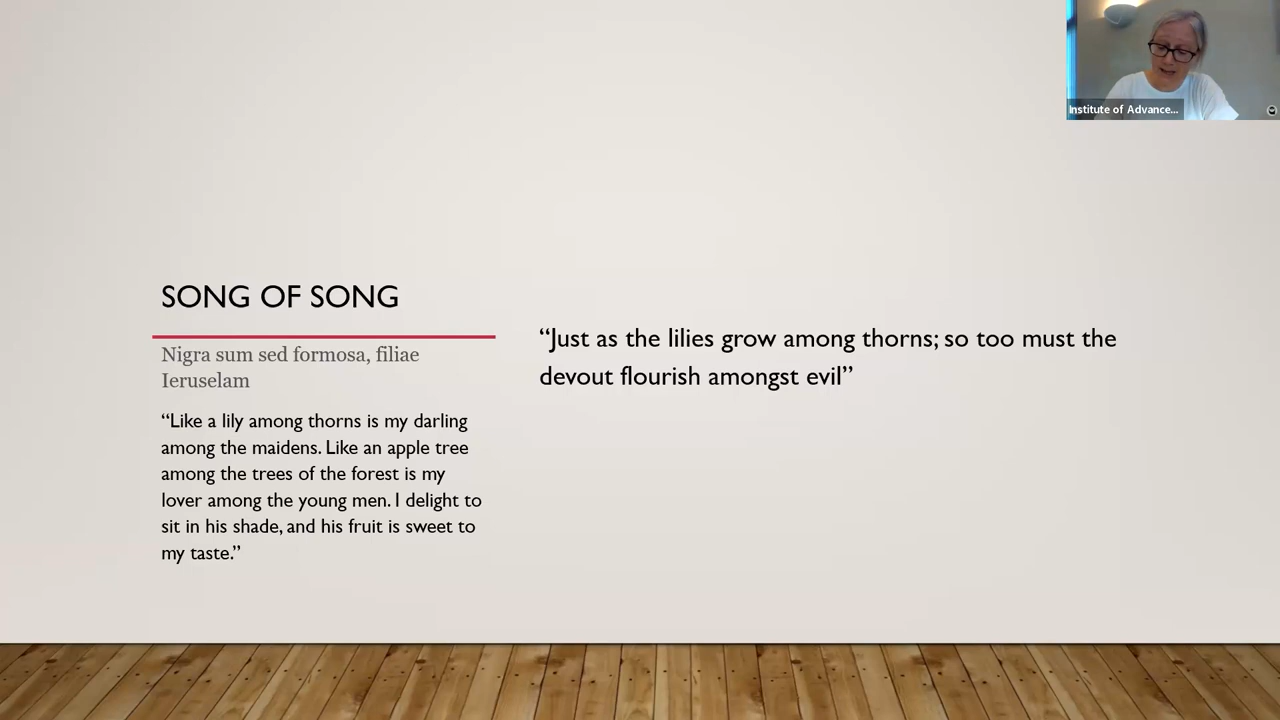 Institute of Advance...
SONG OF SONG
Nigra sum sed formosa, filiae
Ieruselam
“Like a lily among thorns is my darling
among the maidens. Like an apple tree
among the trees of the forest is my
lover among the young men. I delight to
sit in his shade, and his fruit is sweet to
my taste.”
“Just as the lilies grow among thorns; so too must the
devout flourish amongst evil”